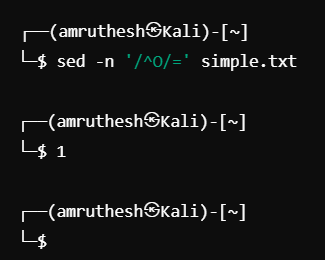 ┌──(amruthesh㉿Kali)-[~]
└─$ sed -n '/^O/=' simple.txt
┌──(amruthesh㉿Kali)-[~]
└─$ 1
┌──(amruthesh㉿Kali)-[~]
└─$